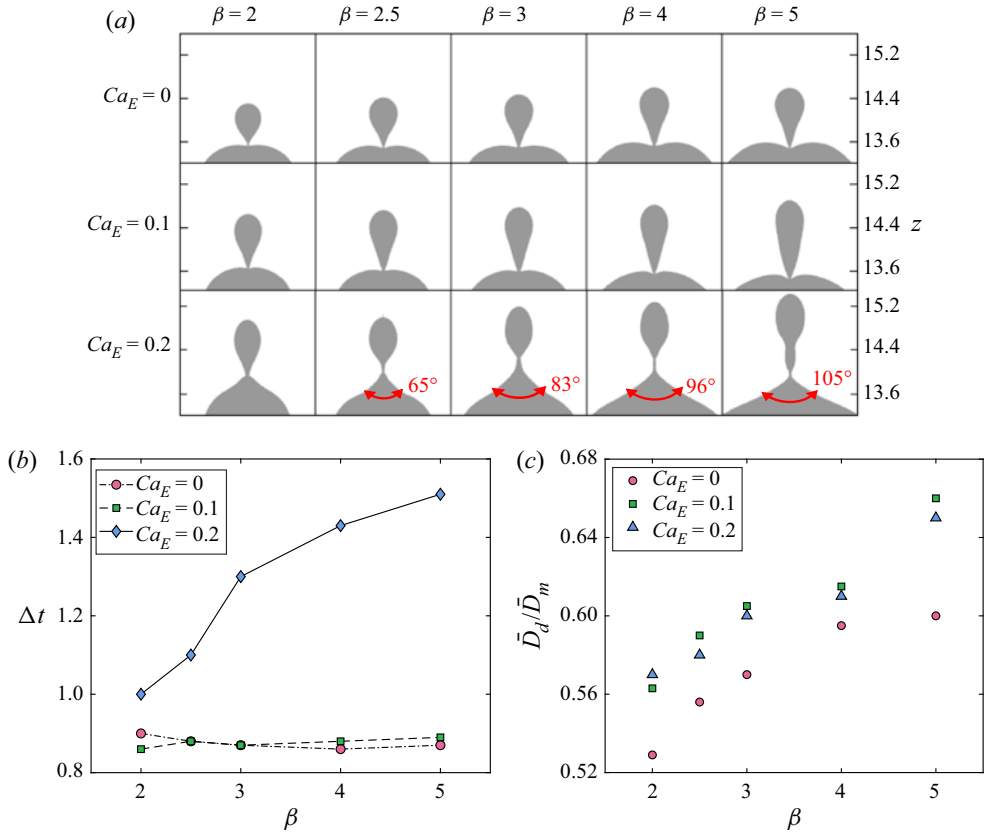 (a)
β = 2 β = 2.5 β = 3 β = 4 β = 5
Ca_E = 0
15.2
14.4
13.6
Ca_E = 0.1
15.2
14.4 z
13.6
Ca_E = 0.2
15.2
14.4
13.6
65° 83° 96° 105°
(b)
1.6
1.4
1.2
1.0
0.8
Δt
Ca_E = 0
Ca_E = 0.1
Ca_E = 0.2
2 3 4 5
β
(c)
0.68
0.64
0.60
0.56
0.52
D̄_d/D̄_m
Ca_E = 0
Ca_E = 0.1
Ca_E = 0.2
2 3 4 5
β